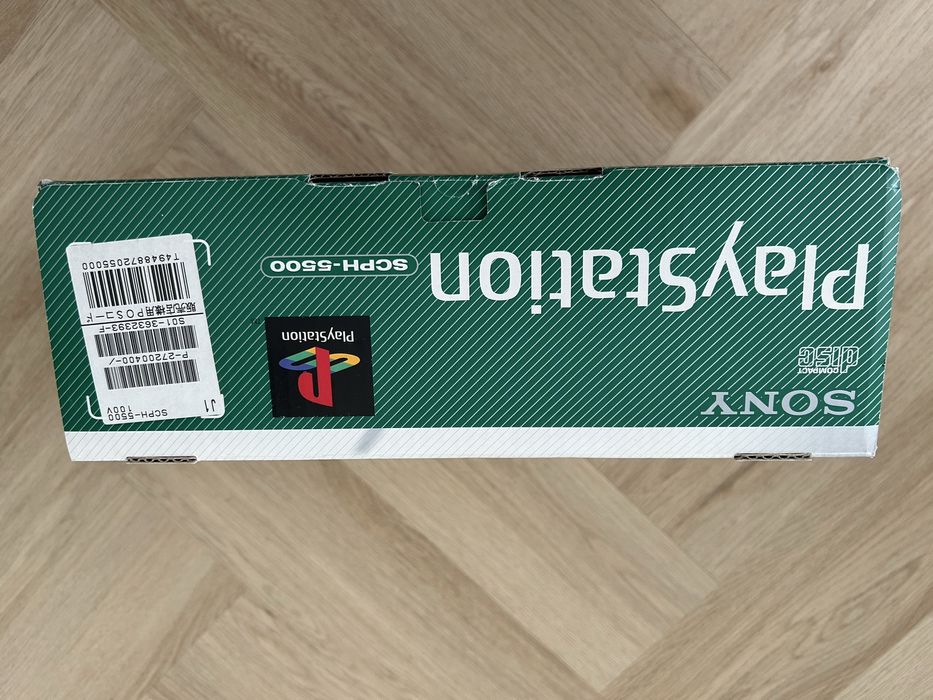 SONY
COMPACT
disc
PlayStation
SCPH-5500
PlayStation
SCPH-5500
100V
J1
P-27200400-/
S01-3632393-F
販売店様用POSコード
T4948872055000